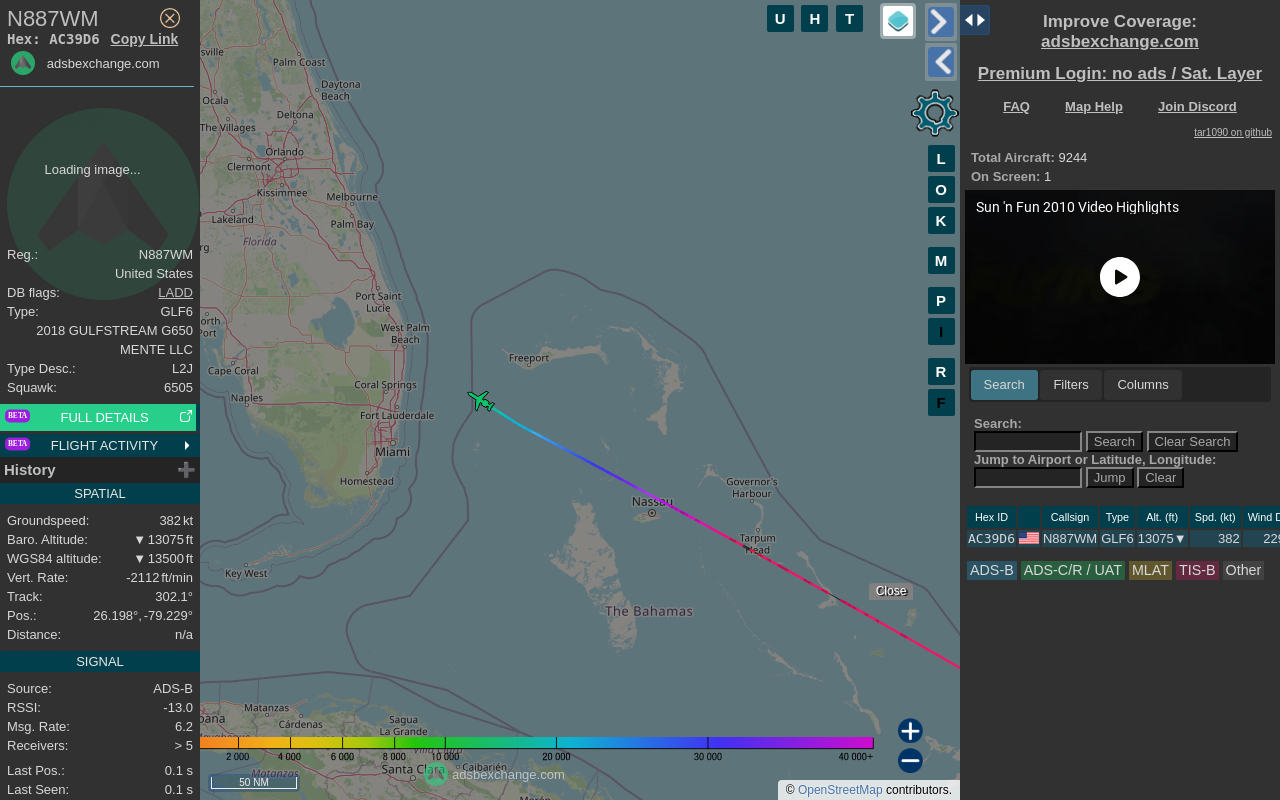 N887WM
Hex: AC39D6 Copy Link
adsbexchange.com
Loading image...
Reg.: N887WM
United States
DB flags: LADD
Type: GLF6
2018 GULFSTREAM G650
MENTE LLC
Type Desc.: L2J
Squawk: 6505
BETA FULL DETAILS
BETA FLIGHT ACTIVITY
History
SPATIAL
Groundspeed: 382 kt
Baro. Altitude: ▼ 13075 ft
WGS84 altitude: ▼ 13500 ft
Vert. Rate: -2112 ft/min
Track: 302.1°
Pos.: 26.198°, -79.229°
Distance: n/a
SIGNAL
Source: ADS-B
RSSI: -13.0
Msg. Rate: 6.2
Receivers: > 5
Last Pos.: 0.1 s
Last Seen: 0.1 s
U H T
L
O
K
M
P
I
R
F
sville
Palm Coast
Daytona
Beach
Ocala
Deltona
The Villages
Orlando
Clermont
Kissimmee
Melbourne
Lakeland
Palm Bay
Florida
rg
Port Saint
Lucie
orth
Port
West Palm
Beach
Freeport
Cape Coral
Coral Springs
Naples
Fort Lauderdale
Miami
Homestead
Governor's
Harbour
Nassau
Tarpum
Head
Key West
Close
The Bahamas
Matanzas
Cárdenas
Sagua
La Grande
Santa Clara
Caibarién
Matanzas
2 000 4 000 6 000 8 000 10 000 20 000 30 000 40 000+
adsbexchange.com
50 NM
© OpenStreetMap contributors.
Improve Coverage:
adsbexchange.com
Premium Login: no ads / Sat. Layer
FAQ Map Help Join Discord
tar1090 on github
Total Aircraft: 9244
On Screen: 1
Sun 'n Fun 2010 Video Highlights
Search Filters Columns
Search:
Search Clear Search
Jump to Airport or Latitude, Longitude:
Jump Clear
Hex ID Callsign Type Alt. (ft) Spd. (kt) Wind D
AC39D6 N887WM GLF6 13075▼ 382 229
ADS-B ADS-C/R / UAT MLAT TIS-B Other